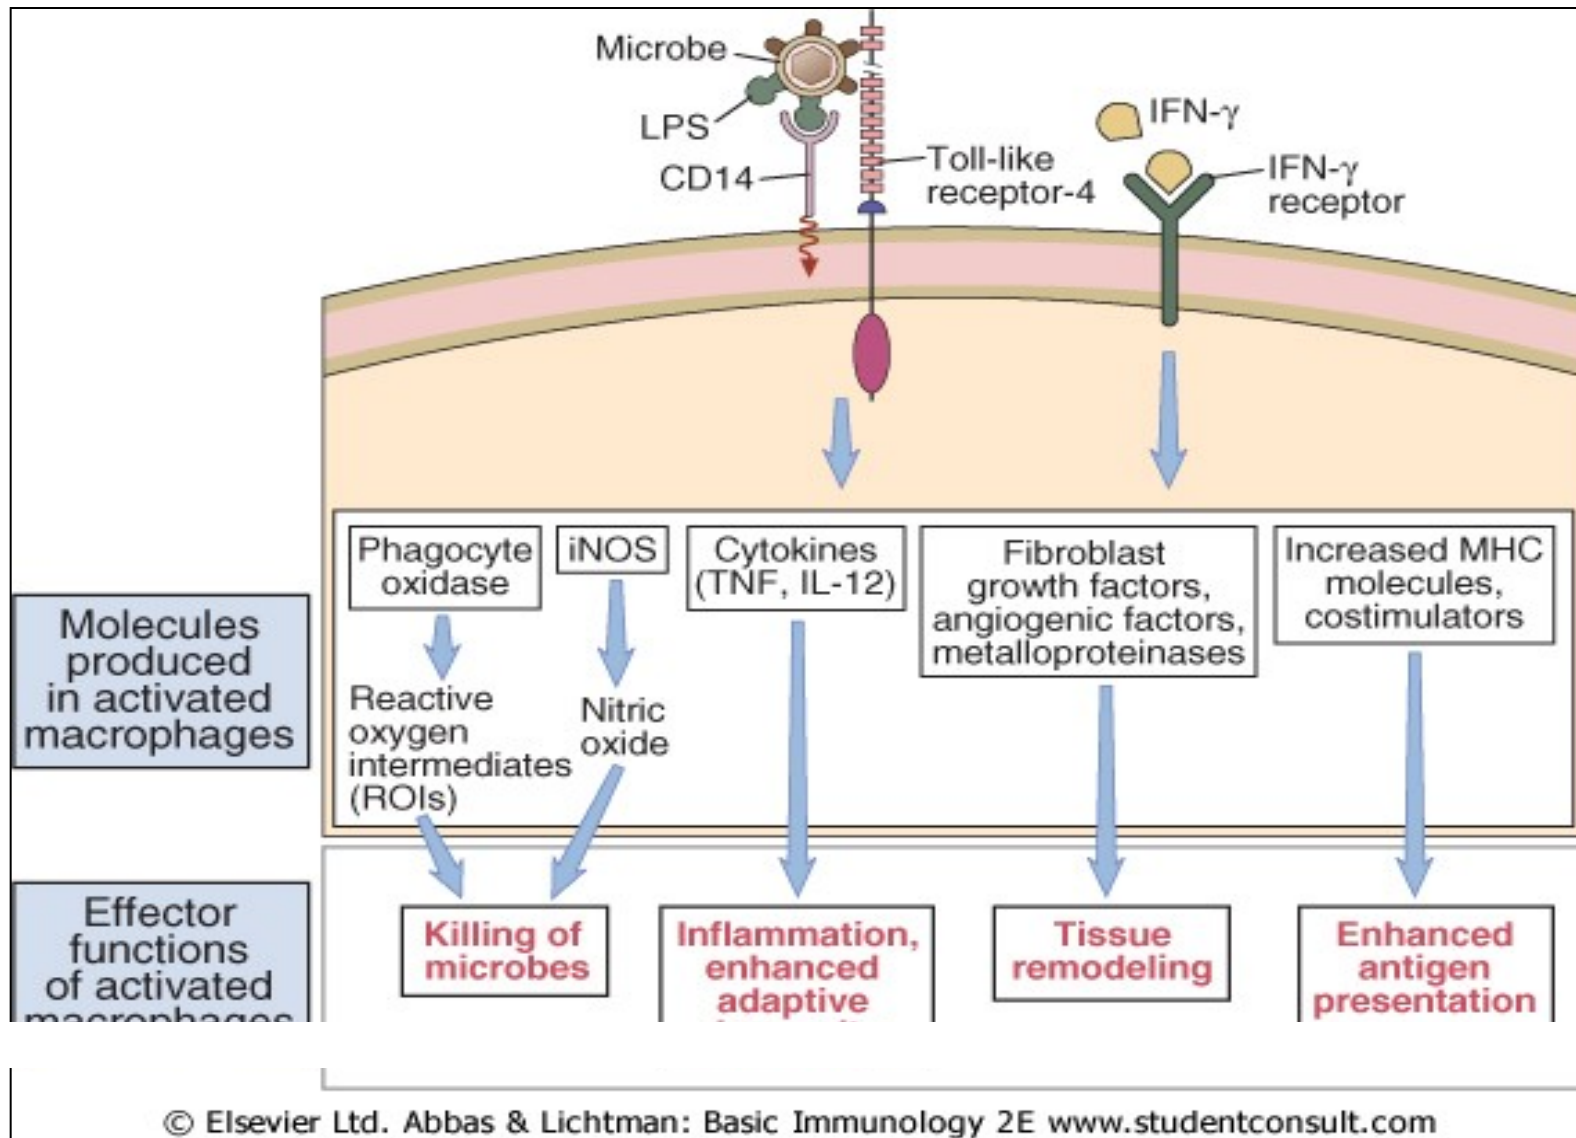 Microbe
LPS
CD14
Toll-like
receptor-4
IFN-γ
IFN-γ
receptor
Phagocyte
oxidase
iNOS
Cytokines
(TNF, IL-12)
Fibroblast
growth factors,
angiogenic factors,
metalloproteinases
Increased MHC
molecules,
costimulators
Molecules
produced
in activated
macrophages
Reactive
oxygen
intermediates
(ROIs)
Nitric
oxide
Effector
functions
of activated
macrophages
Killing of
microbes
Inflammation,
enhanced
adaptive
Tissue
remodeling
Enhanced
antigen
presentation
© Elsevier Ltd. Abbas & Lichtman: Basic Immunology 2E www.studentconsult.com